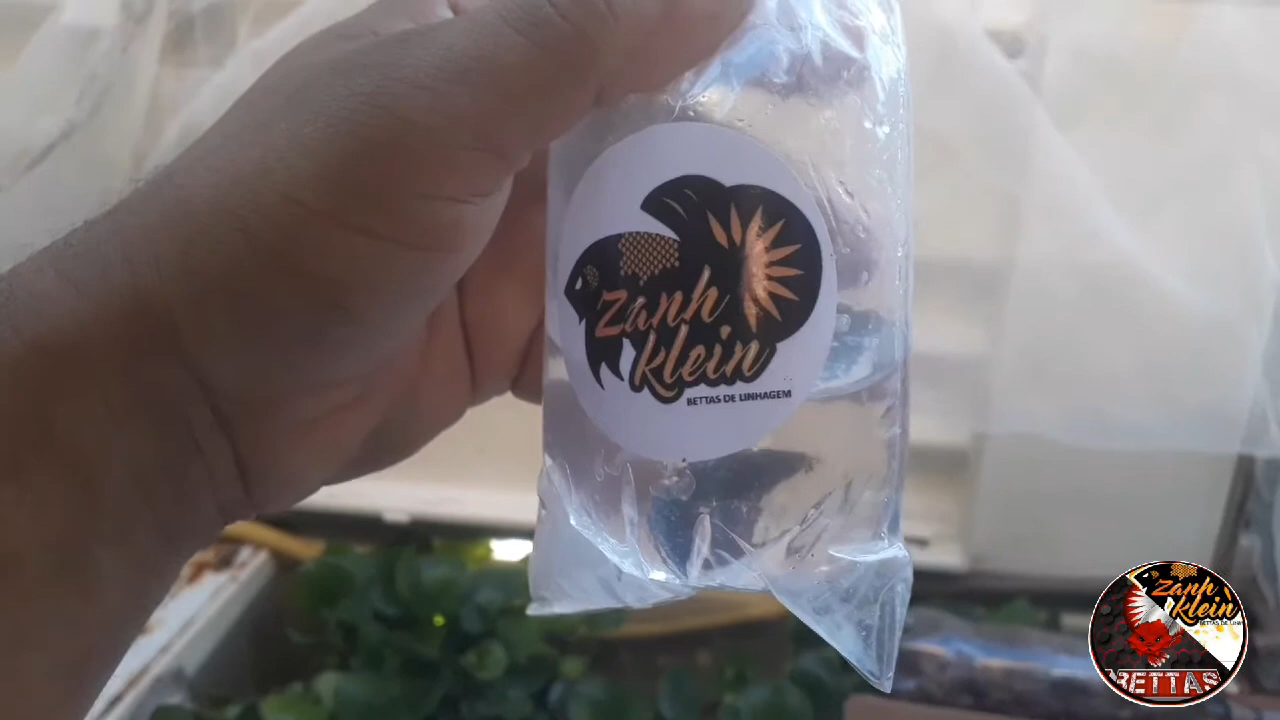 Zanh
Klein
BETTAS DE LINHAGEM
Zanh
Klein
BETTAS